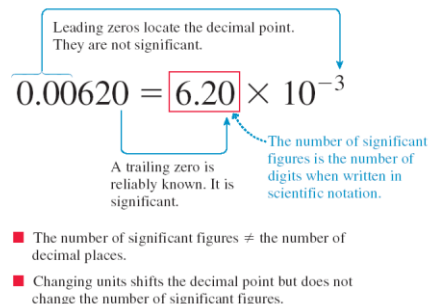 Leading zeros locate the decimal point.
They are not significant.
0.00620 = 6.20 × 10⁻³
The number of significant
figures is the number of
digits when written in
scientific notation.
A trailing zero is
reliably known. It is
significant.
The number of significant figures ≠ the number of
decimal places.
Changing units shifts the decimal point but does not
change the number of significant figures.